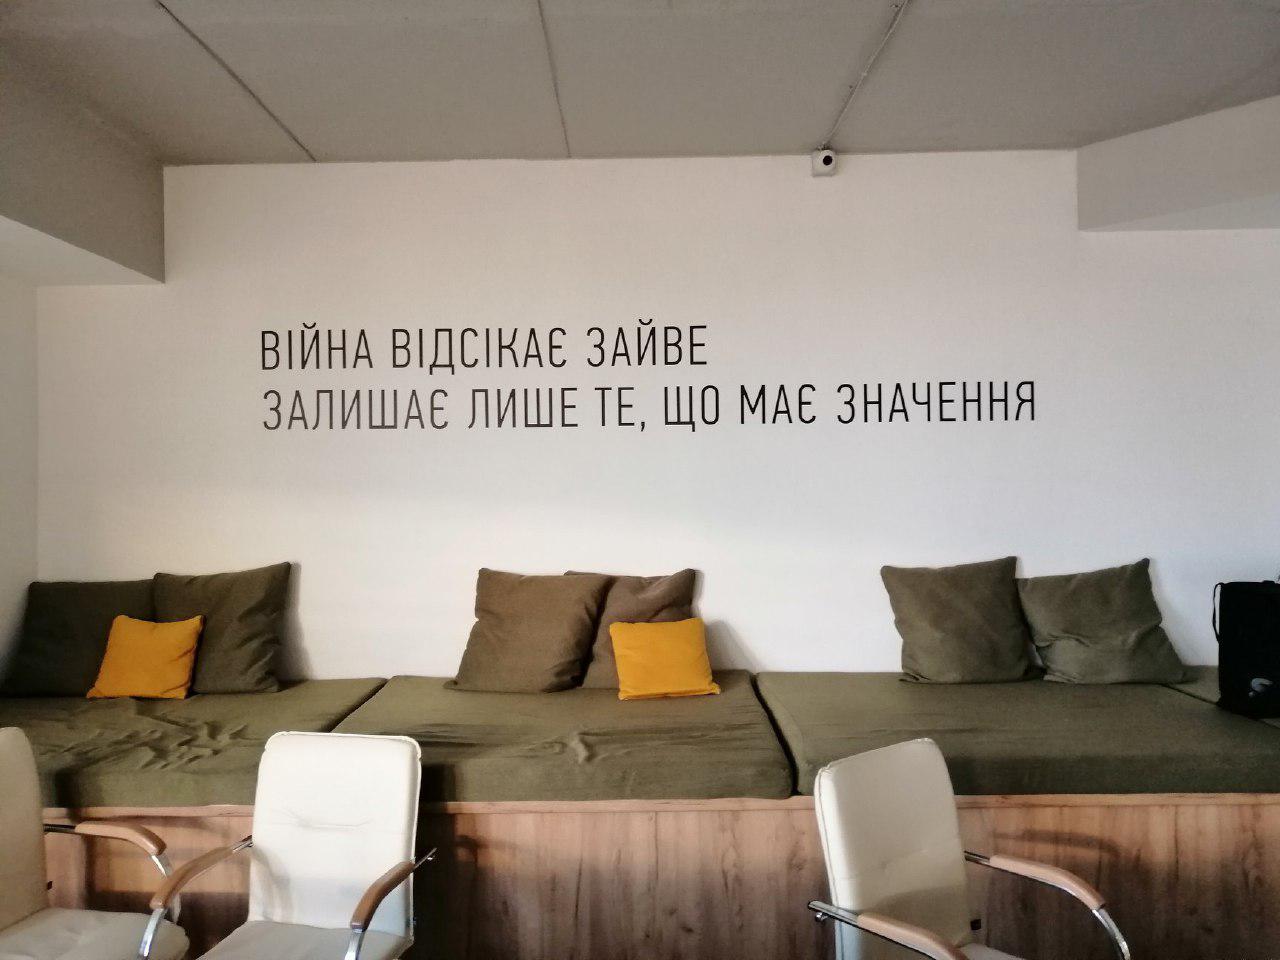 ВІЙНА ВІДСІКАЄ ЗАЙВЕ
ЗАЛИШАЄ ЛИШЕ ТЕ, ЩО МАЄ ЗНАЧЕННЯ